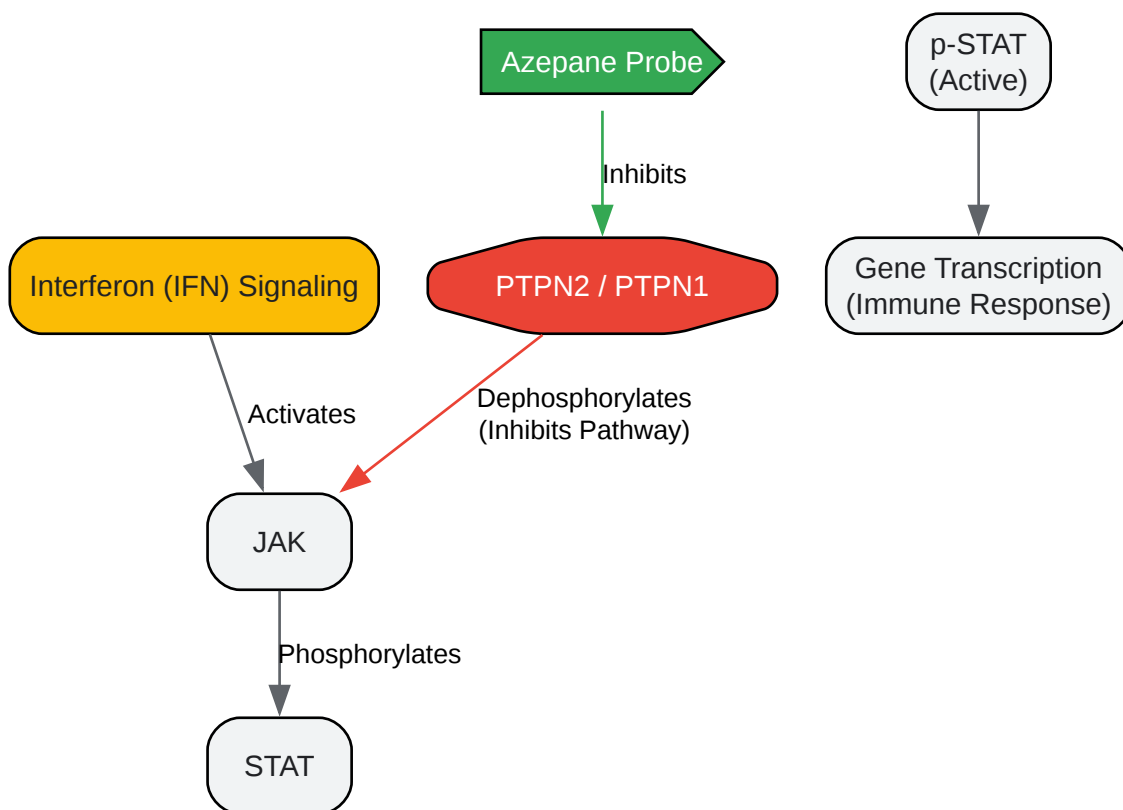 Azepane Probe
p-STAT
(Active)
Inhibits
Interferon (IFN) Signaling
PTPN2 / PTPN1
Gene Transcription
(Immune Response)
Activates
Dephosphorylates
(Inhibits Pathway)
JAK
Phosphorylates
STAT